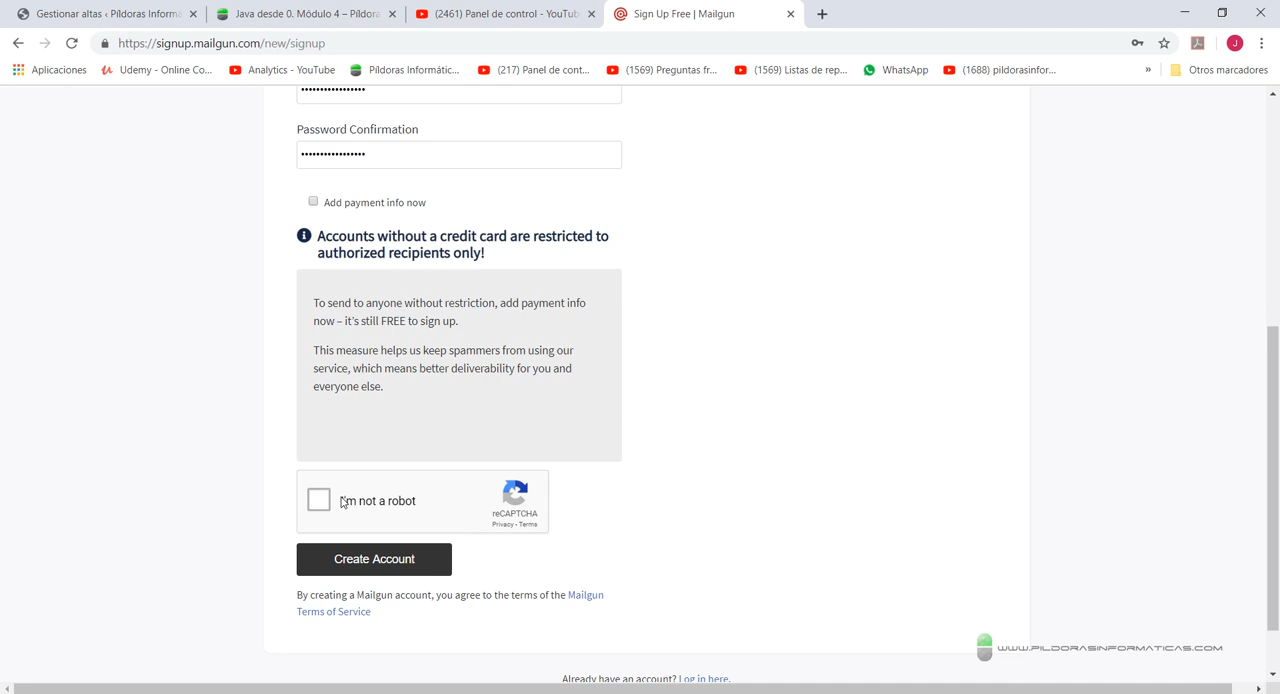 Gestionar altas ‹ Píldoras Informá
Java desde 0. Módulo 4 – Píldora
(2461) Panel de control - YouTub
Sign Up Free | Mailgun
https://signup.mailgun.com/new/signup
J
Aplicaciones
Udemy - Online Co...
Analytics - YouTube
Píldoras Informátic...
(217) Panel de cont...
(1569) Preguntas fr...
(1569) Listas de rep...
WhatsApp
(1688) pildorasinfor...
»
Otros marcadores
•••••••••••••••••
Password Confirmation
•••••••••••••••••
Add payment info now
Accounts without a credit card are restricted to
authorized recipients only!
To send to anyone without restriction, add payment info
now – it's still FREE to sign up.
This measure helps us keep spammers from using our
service, which means better deliverability for you and
everyone else.
I'm not a robot
reCAPTCHA
Privacy - Terms
Create Account
By creating a Mailgun account, you agree to the terms of the Mailgun
Terms of Service
WWW.PILDORASINFORMATICAS.COM
Already have an account? Log in here.